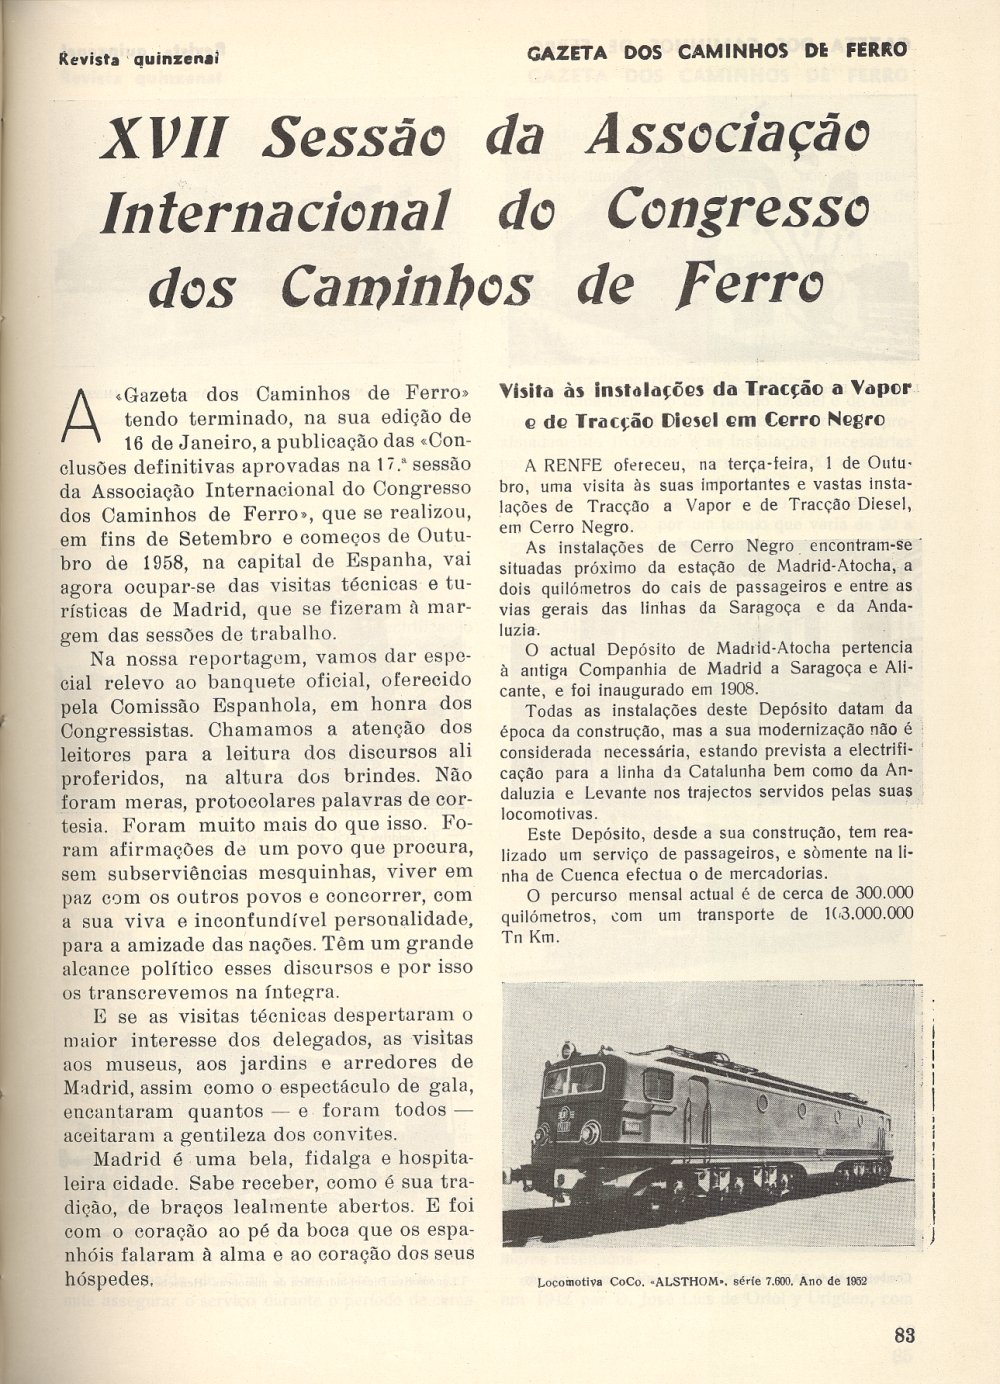 Revista quinzenal
GAZETA DOS CAMINHOS DE FERRO
XVII Sessão da Associação
Internacional do Congresso
dos Caminhos de Ferro
A «Gazeta dos Caminhos de Ferro»
tendo terminado, na sua edição de
16 de Janeiro, a publicação das «Con-
clusões definitivas aprovadas na 17.ª sessão
da Associação Internacional do Congresso
dos Caminhos de Ferro», que se realizou,
em fins de Setembro e começos de Outu-
bro de 1958, na capital de Espanha, vai
agora ocupar-se das visitas técnicas e tu-
rísticas de Madrid, que se fizeram à mar-
gem das sessões de trabalho.
Na nossa reportagem, vamos dar espe-
cial relevo ao banquete oficial, oferecido
pela Comissão Espanhola, em honra dos
Congressistas. Chamamos a atenção dos
leitores para a leitura dos discursos ali
proferidos, na altura dos brindes. Não
foram meras, protocolares palavras de cor-
tesia. Foram muito mais do que isso. Fo-
ram afirmações de um povo que procura,
sem subserviências mesquinhas, viver em
paz com os outros povos e concorrer, com
a sua viva e inconfundível personalidade,
para a amizade das nações. Têm um grande
alcance político esses discursos e por isso
os transcrevemos na íntegra.
E se as visitas técnicas despertaram o
maior interesse dos delegados, as visitas
aos museus, aos jardins e arredores de
Madrid, assim como o espectáculo de gala,
encantaram quantos — e foram todos —
aceitaram a gentileza dos convites.
Madrid é uma bela, fidalga e hospita-
leira cidade. Sabe receber, como é sua tra-
dição, de braços lealmente abertos. E foi
com o coração ao pé da boca que os espa-
nhóis falaram à alma e ao coração dos seus
hóspedes.
Visita às instalações da Tracção a Vapor
e de Tracção Diesel em Cerro Negro
A RENFE ofereceu, na terça-feira, 1 de Outu-
bro, uma visita às suas importantes e vastas insta-
lações de Tracção a Vapor e de Tracção Diesel,
em Cerro Negro.
As instalações de Cerro Negro encontram-se
situadas próximo da estação de Madrid-Atocha, a
dois quilómetros do cais de passageiros e entre as
vias gerais das linhas da Saragoça e da Anda-
luzia.
O actual Depósito de Madrid-Atocha pertencia
à antiga Companhia de Madrid a Saragoça e Ali-
cante, e foi inaugurado em 1908.
Todas as instalações deste Depósito datam da
época da construção, mas a sua modernização não é
considerada necessária, estando prevista a electrifi-
cação para a linha da Catalunha bem como da An-
daluzia e Levante nos trajectos servidos pelas suas
locomotivas.
Este Depósito, desde a sua construção, tem rea-
lizado um serviço de passageiros, e sòmente na li-
nha de Cuenca efectua o de mercadorias.
O percurso mensal actual é de cerca de 300.000
quilómetros, com um transporte de 163.000.000
Tn Km.
Locomotiva CoCo. «ALSTHOM», série 7.600. Ano de 1952
83